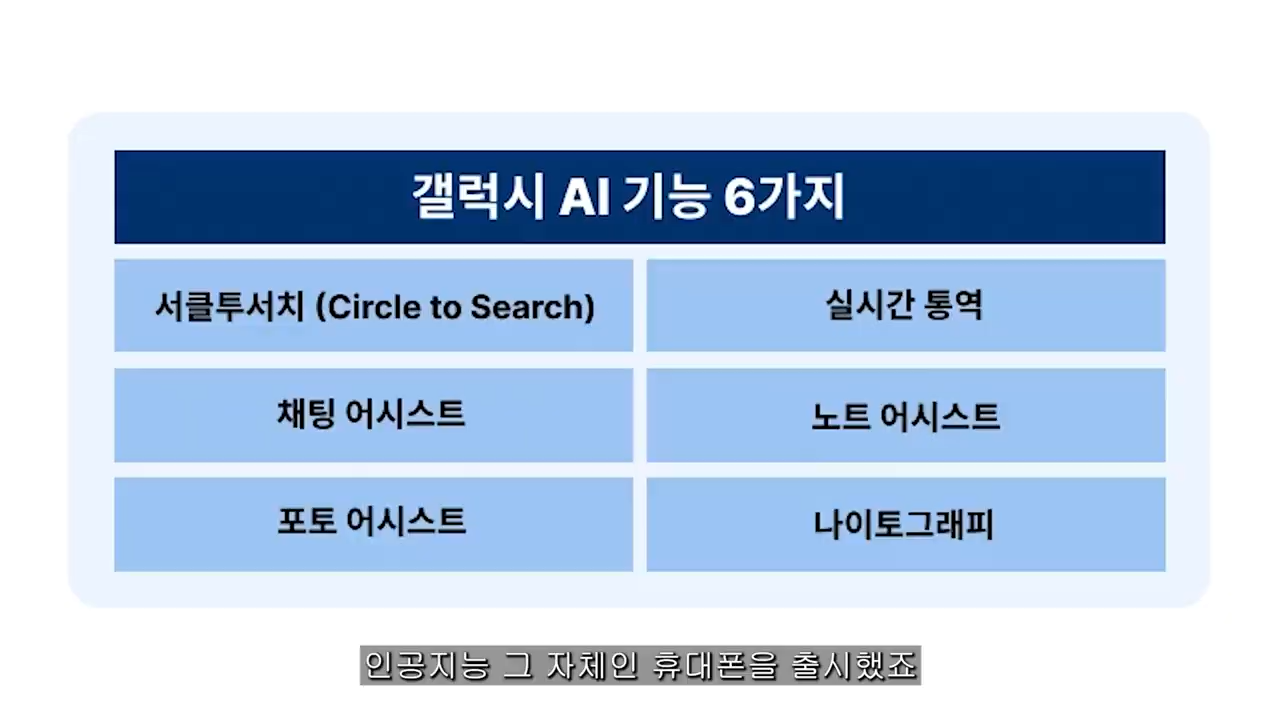 갤럭시 AI 기능 6가지
서클투서치 (Circle to Search)
실시간 통역
채팅 어시스트
노트 어시스트
포토 어시스트
나이토그래피
인공지능 그 자체인 휴대폰을 출시했죠